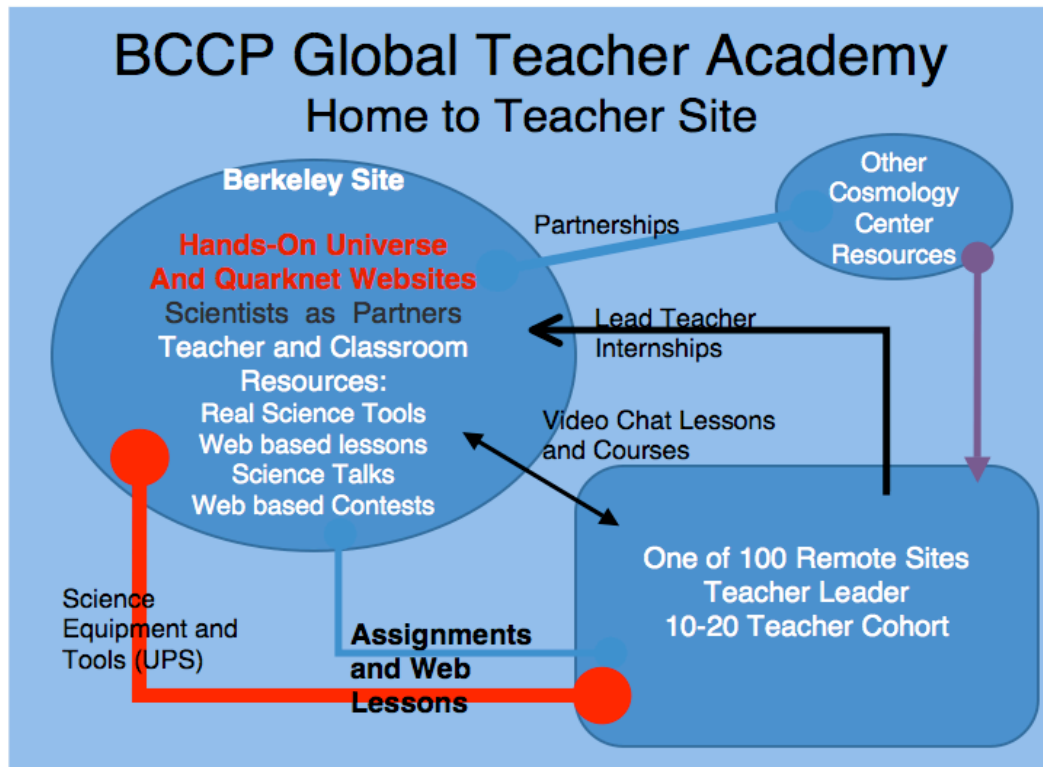 BCCP Global Teacher Academy
Home to Teacher Site
Berkeley Site
Hands-On Universe
And Quarknet Websites
Scientists as Partners
Teacher and Classroom
Resources:
Real Science Tools
Web based lessons
Science Talks
Web based Contests
Partnerships
Other
Cosmology
Center
Resources
Lead Teacher
Internships
Video Chat Lessons
and Courses
One of 100 Remote Sites
Teacher Leader
10-20 Teacher Cohort
Science
Equipment and
Tools (UPS)
Assignments
and Web
Lessons